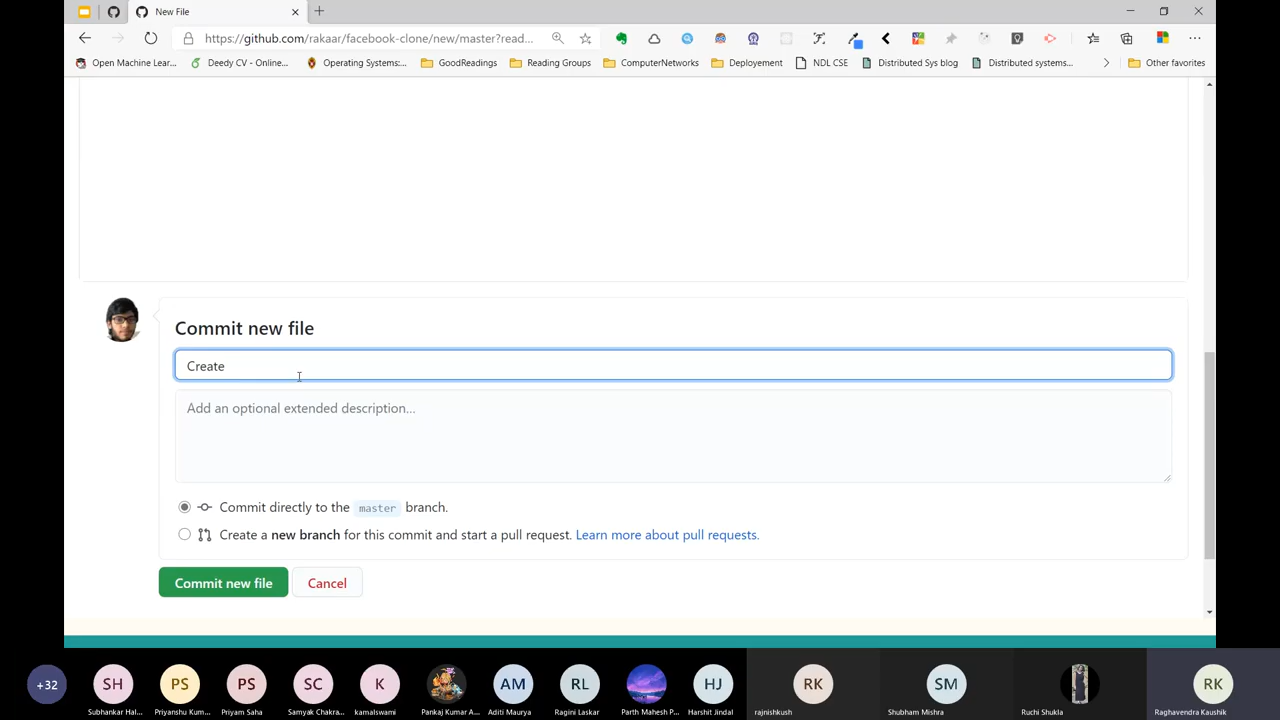 New File
https://github.com/rakaar/facebook-clone/new/master?read...
Open Machine Lear...
Deedy CV - Online...
Operating Systems:...
GoodReadings
Reading Groups
ComputerNetworks
Deployement
NDL CSE
Distributed Sys blog
Distributed systems...
Other favorites
Commit new file
Create
Add an optional extended description...
Commit directly to the master branch.
Create a new branch for this commit and start a pull request. Learn more about pull requests.
Commit new file
Cancel
+32
SH
PS
PS
SC
K
AM
RL
HJ
RK
SM
RK
Subhankar Hal...
Priyanshu Kum...
Priyam Saha
Samyak Chakra...
kamalswami
Pankaj Kumar A...
Aditi Maurya
Ragini Laskar
Parth Mahesh P...
Harshit Jindal
rajnishkush
Shubham Mishra
Ruchi Shukla
Raghavendra Kaushik